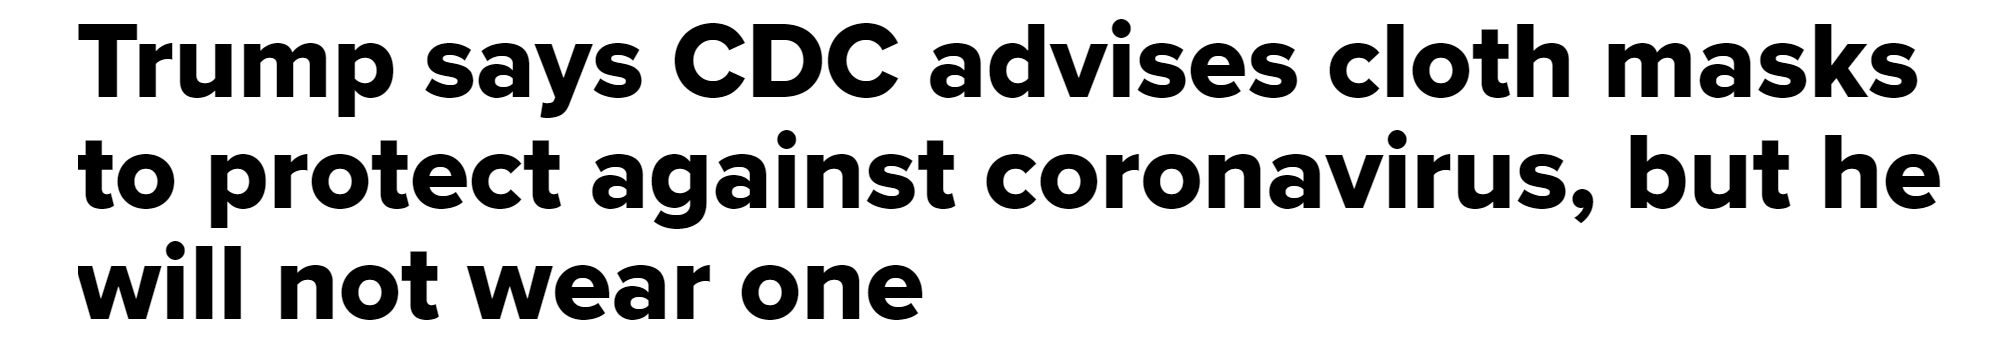 Trump says CDC advises cloth masks
to protect against coronavirus, but he
will not wear one